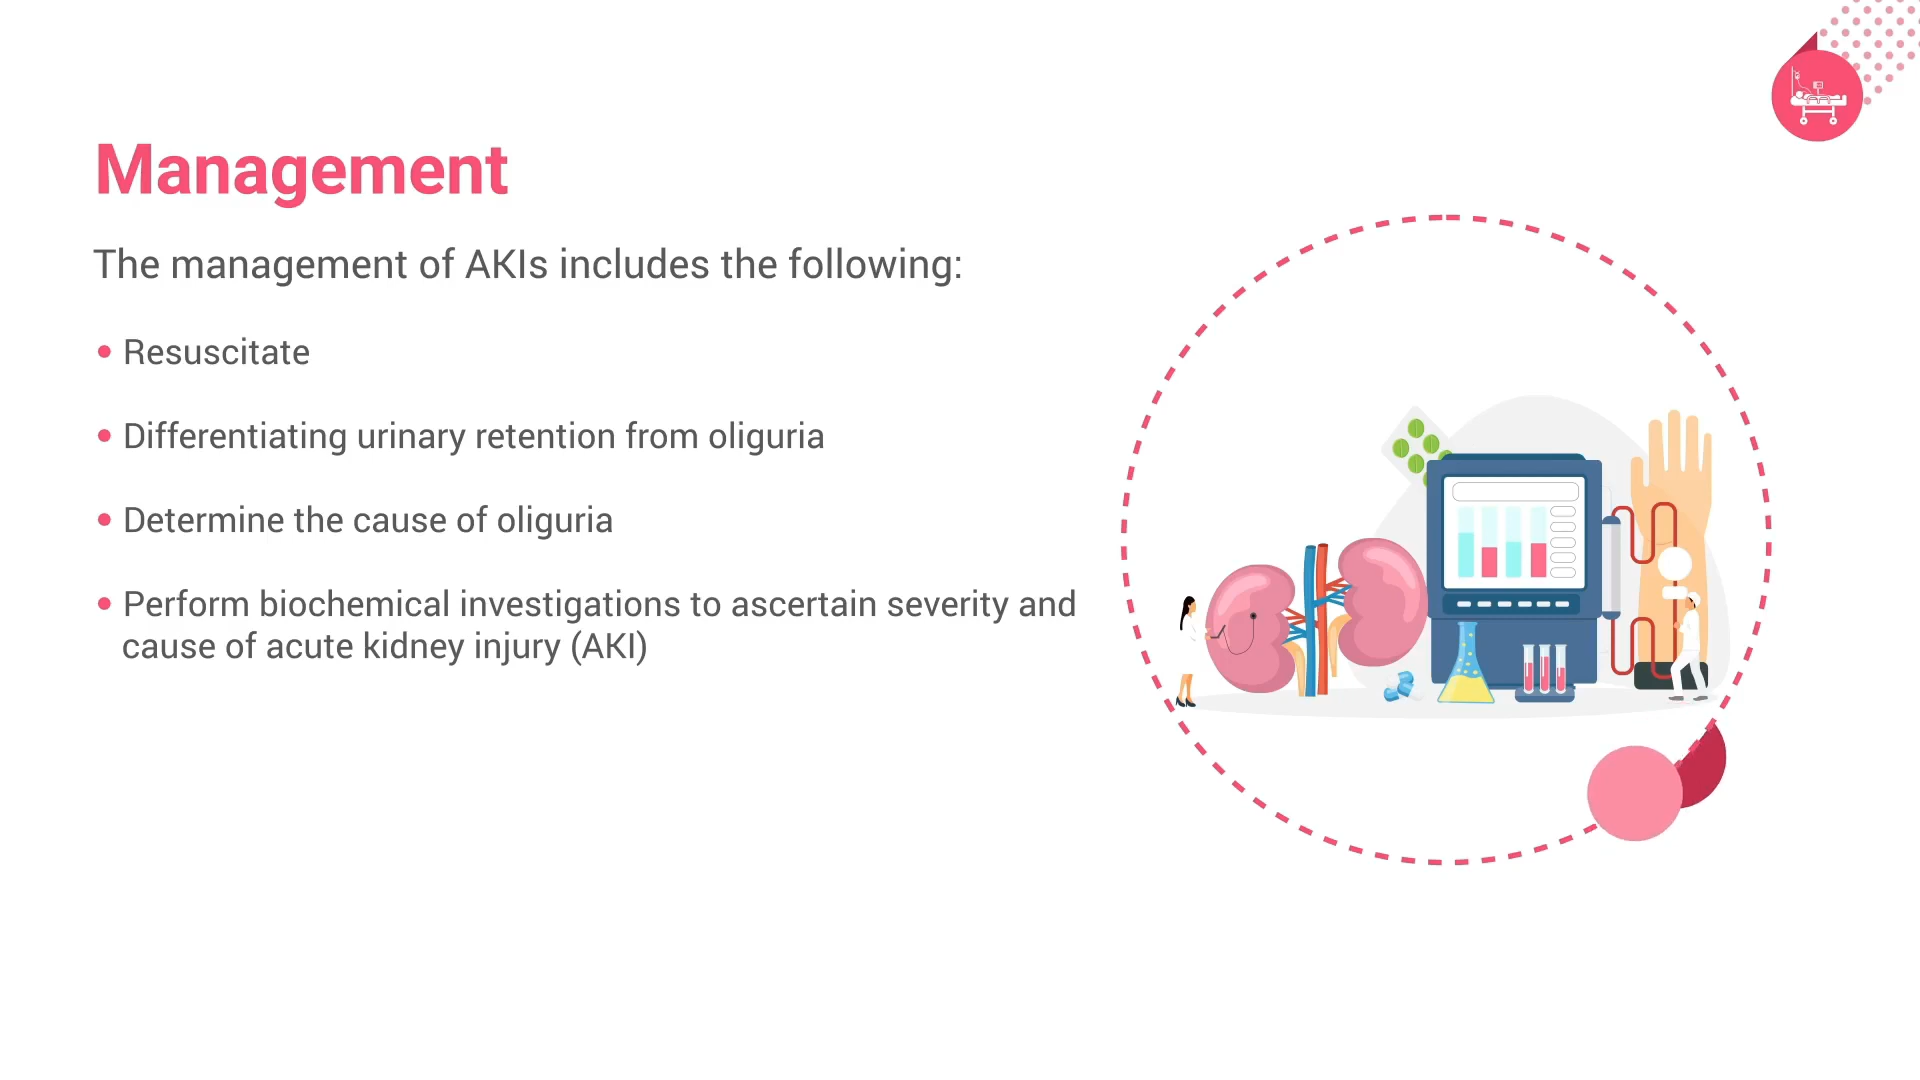 Management
The management of AKIs includes the following:
• Resuscitate
• Differentiating urinary retention from oliguria
• Determine the cause of oliguria
• Perform biochemical investigations to ascertain severity and
cause of acute kidney injury (AKI)